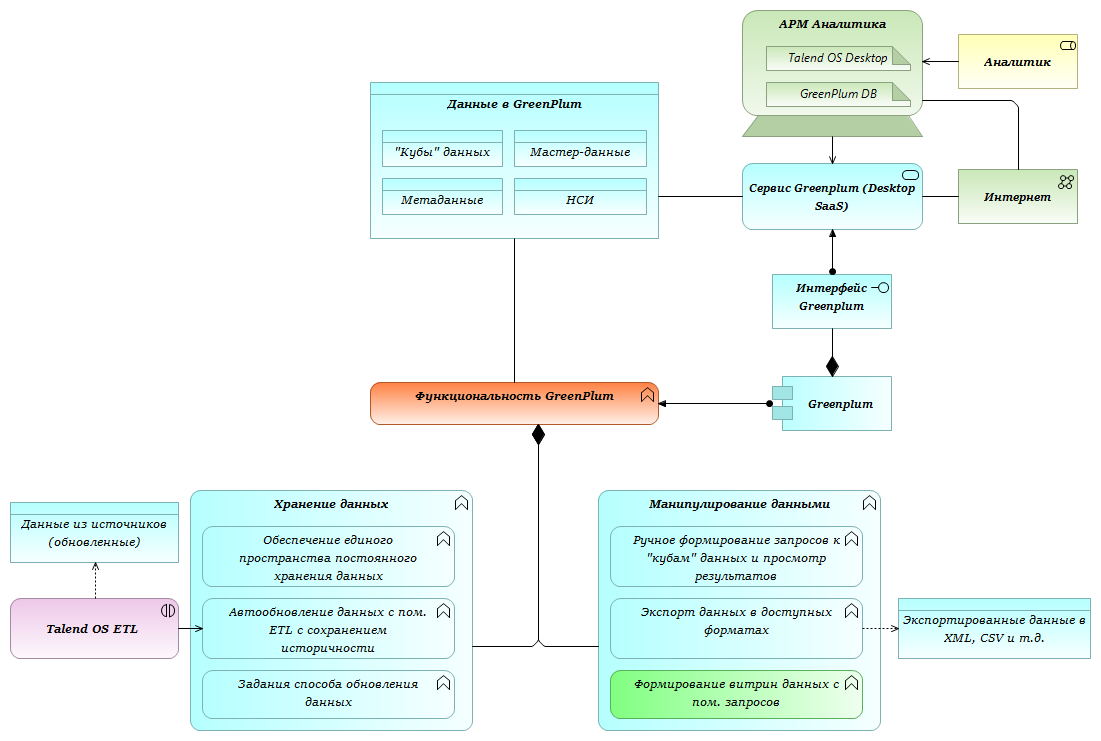 АРМ Аналитика
Talend OS Desktop
GreenPlum DB
Аналитик
Данные в GreenPlum
"Кубы" данных
Мастер-данные
Метаданные
НСИ
Сервис Greenplum (Desktop
SaaS)
Интернет
Интерфейс
Greenplum
Функциональность GreenPlum
Greenplum
Хранение данных
Обеспечение единого
пространства постоянного
хранения данных
Автообновление данных с пом.
ETL с сохранением
историчности
Задания способа обновления
данных
Данные из источников
(обновленные)
Talend OS ETL
Манипулирование данными
Ручное формирование запросов к
"кубам" данных и просмотр
результатов
Экспорт данных в доступных
форматах
Формирование витрин данных с
пом. запросов
Экспортированные данные в
XML, CSV и т.д.